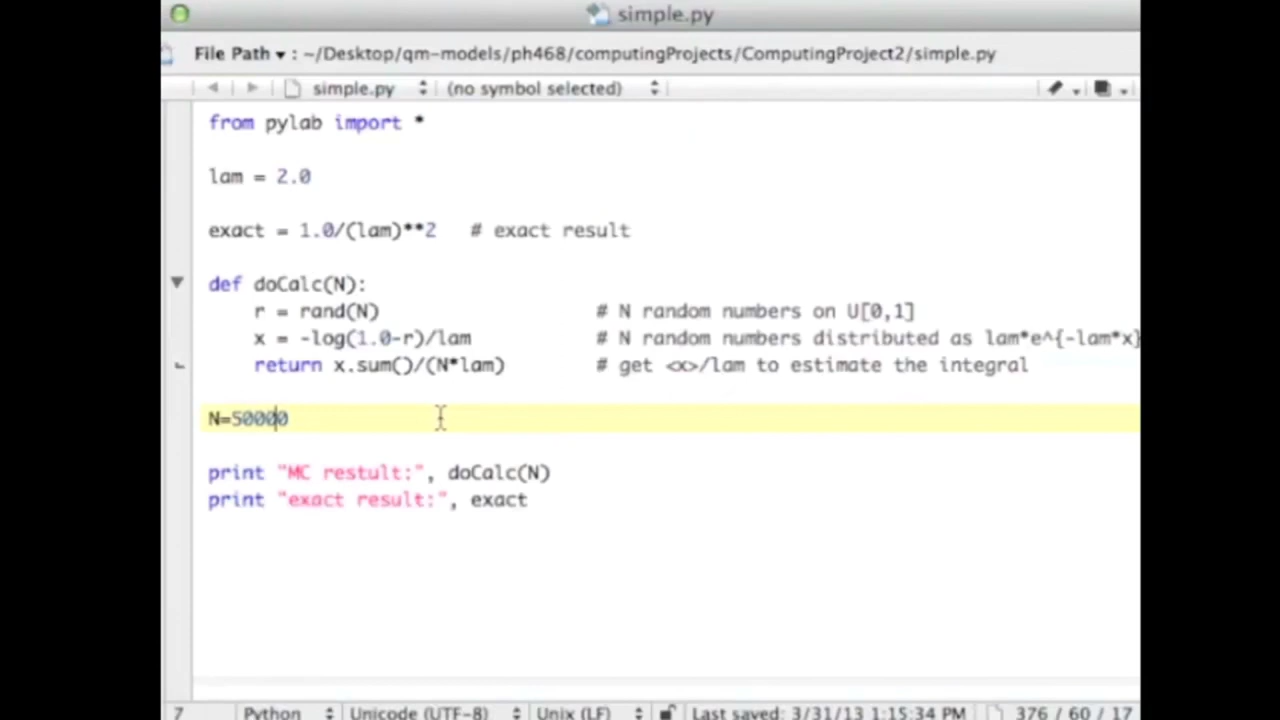 simple.py
File Path ▾ : ~/Desktop/qm-models/ph468/computingProjects/ComputingProject2/simple.py
simple.py (no symbol selected)
from pylab import *
lam = 2.0
exact = 1.0/(lam)**2 # exact result
def doCalc(N):
r = rand(N) # N random numbers on U[0,1]
x = -log(1.0-r)/lam # N random numbers distributed as lam*e^{-lam*x}
return x.sum()/(N*lam) # get <x>/lam to estimate the integral
N=50000
print "MC restult:", doCalc(N)
print "exact result:", exact
7 Python Unicode (UTF-8) Unix (LF) Last saved: 3/31/13 1:15:34 PM 376 / 60 / 17